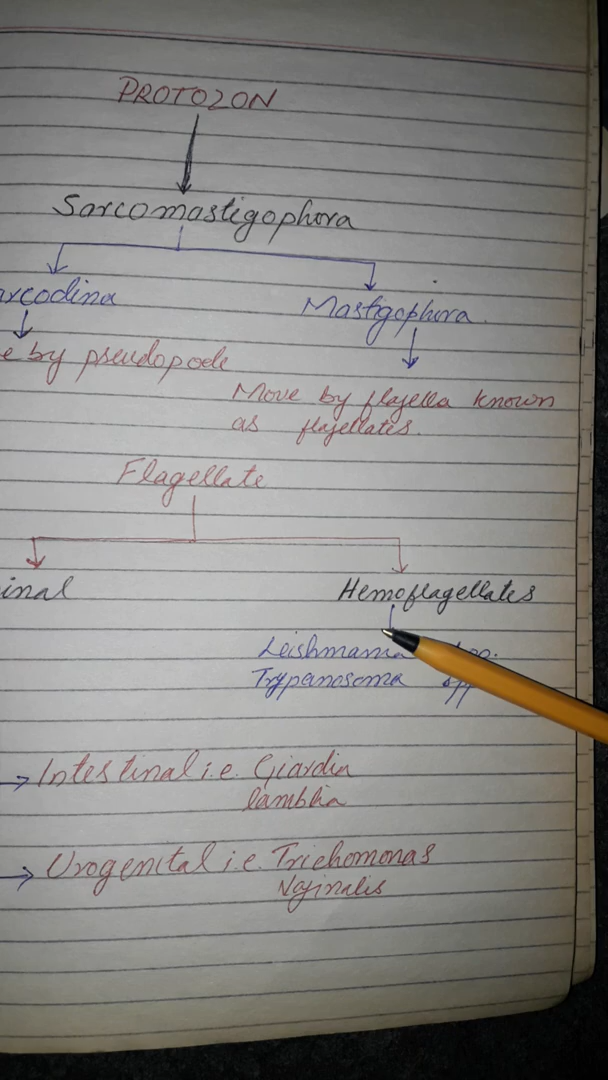 PROTOZON
Sarcomastigophora
arcodina
Mastigophora.
e by pseudopode
Move by flagella known
as flagellates.
Flagellate
inal
Hemoflagellates
Leishmania
Trypanosoma
Intestinal i.e. Giardia
lamblia
Urogenital i.e. Trichomonas
Vaginalis